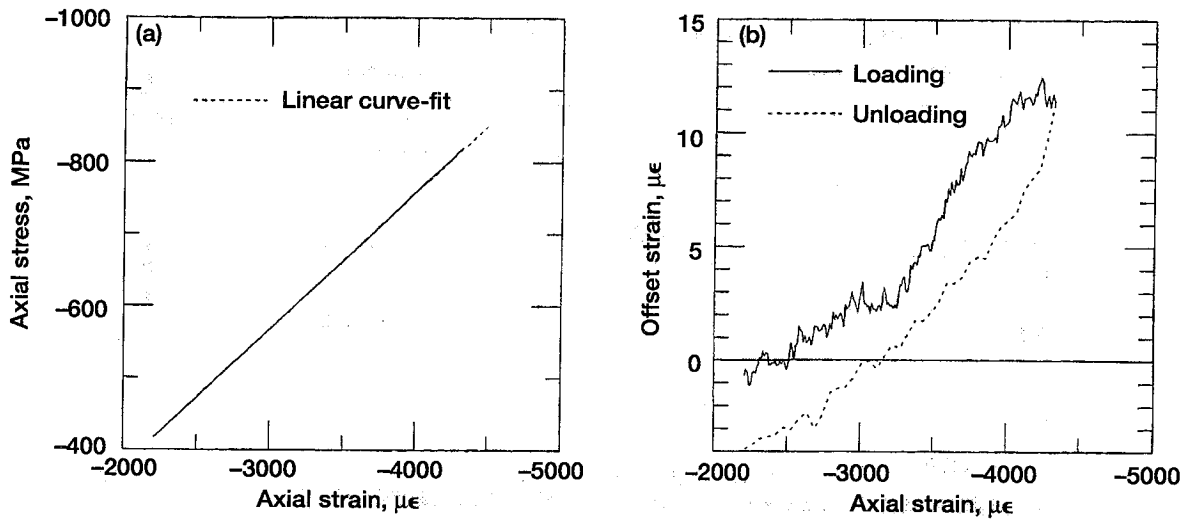 (a)
Linear curve-fit
-1000
-800
-600
-400
Axial stress, MPa
-2000
-3000
-4000
-5000
Axial strain, με
(b)
Loading
Unloading
15
10
5
0
Offset strain, με
-2000
-3000
-4000
-5000
Axial strain, με